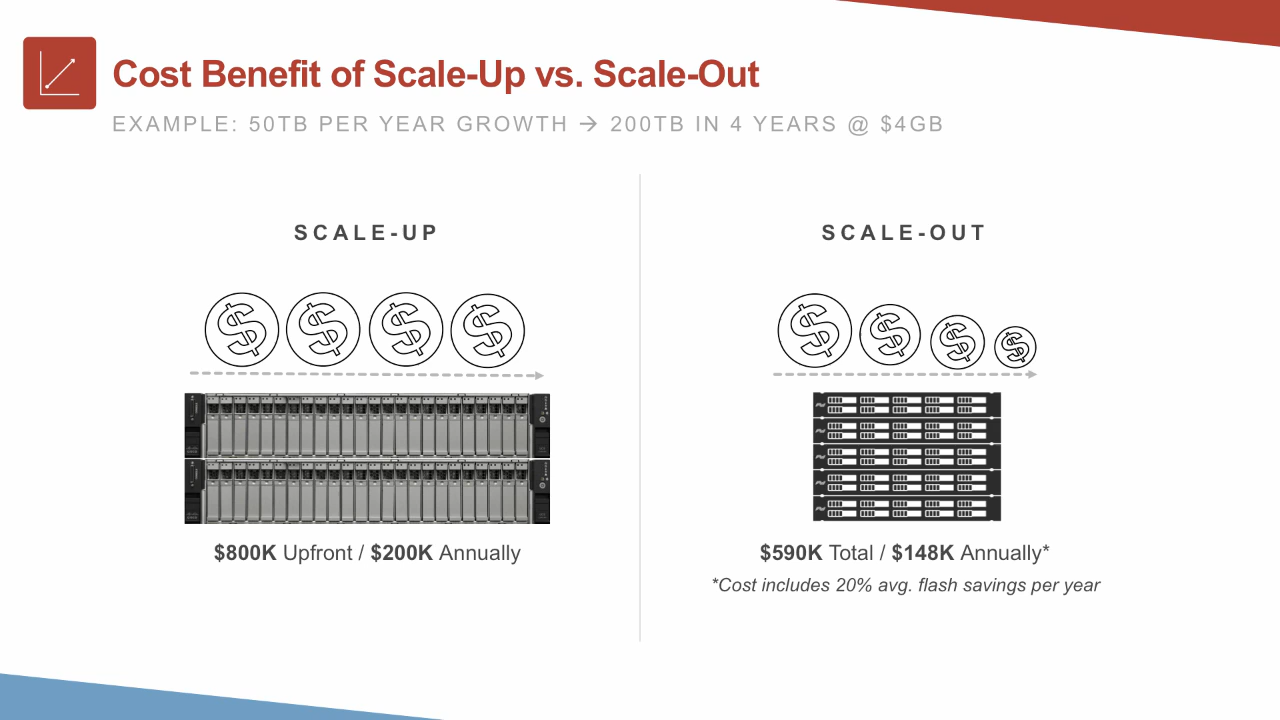 Cost Benefit of Scale-Up vs. Scale-Out
EXAMPLE: 50TB PER YEAR GROWTH → 200TB IN 4 YEARS @ $4GB
SCALE-UP
SCALE-OUT
$800K Upfront / $200K Annually
$590K Total / $148K Annually*
*Cost includes 20% avg. flash savings per year